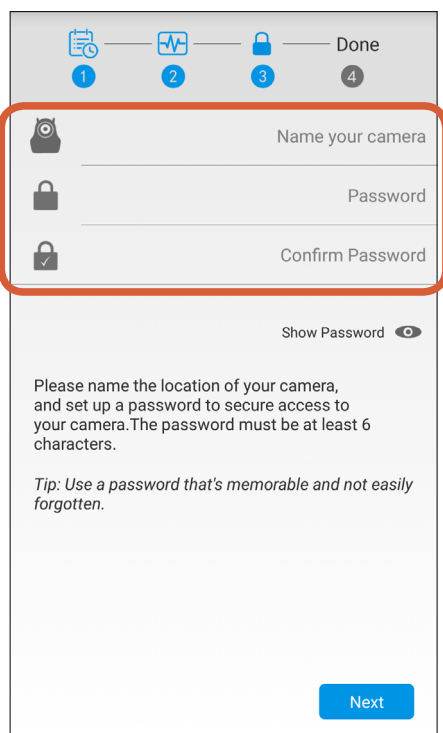 Done
1 2 3 4
Name your camera
Password
Confirm Password
Show Password
Please name the location of your camera,
and set up a password to secure access to
your camera.The password must be at least 6
characters.
Tip: Use a password that's memorable and not easily
forgotten.
Next